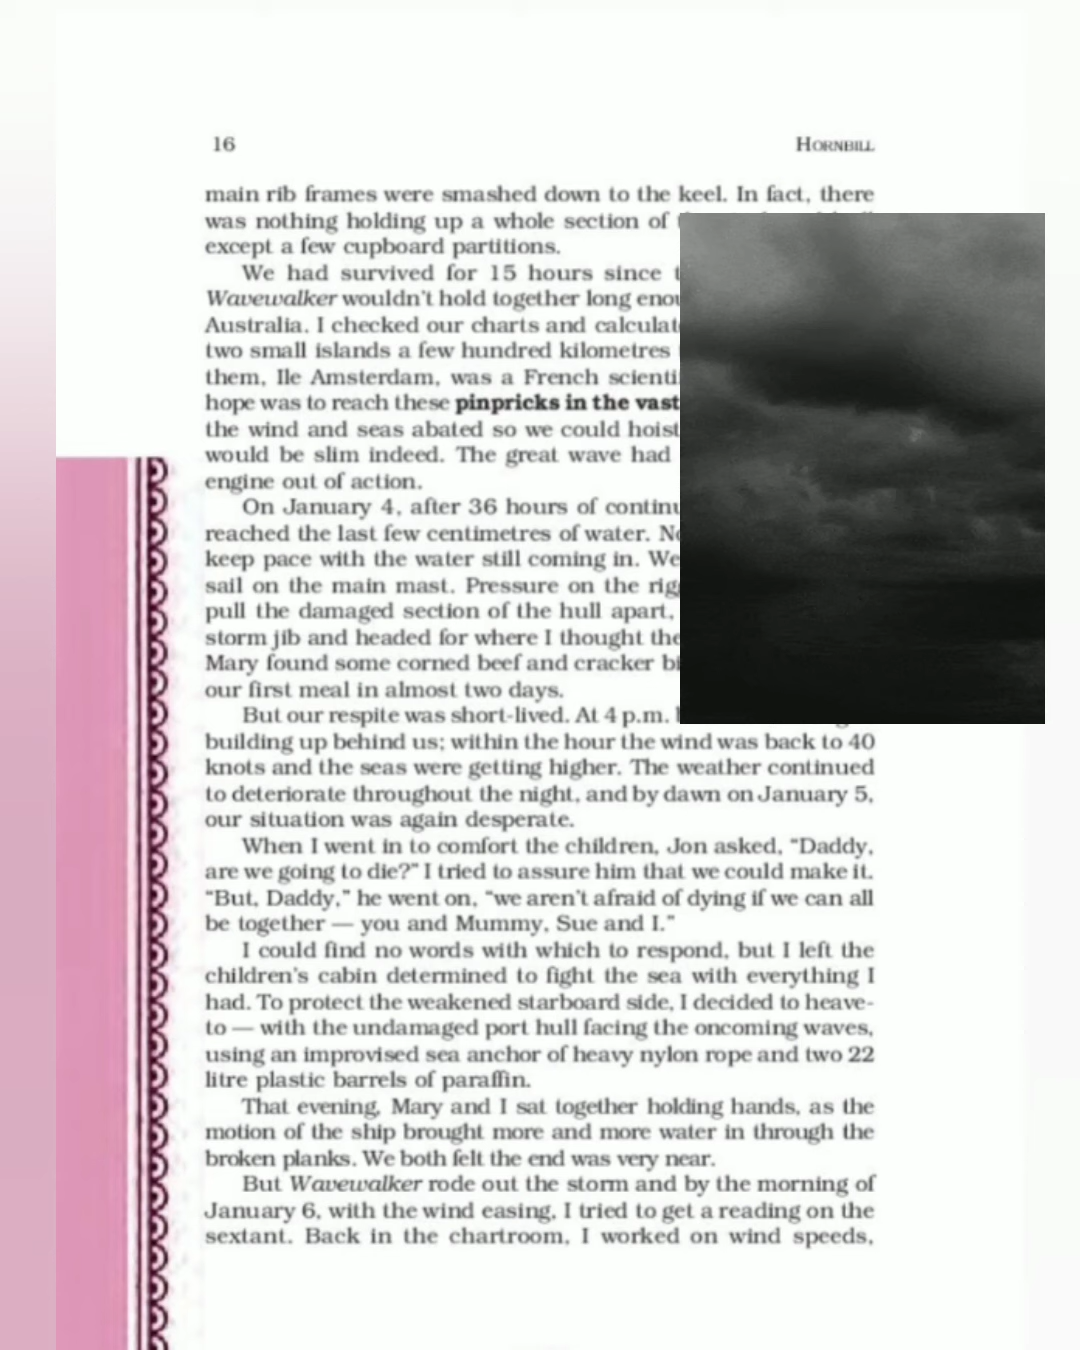 16
HORNBILL
main rib frames were smashed down to the keel. In fact, there
was nothing holding up a whole section of
except a few cupboard partitions.
We had survived for 15 hours since
Wavewalker wouldn't hold together long
Australia. I checked our charts and
two small islands a few hundred kilometres
them, Ile Amsterdam, was a French
hope was to reach these pinpricks in the vast
the wind and seas abated so we could hoist
would be slim indeed. The great wave had
engine out of action.
On January 4, after 36 hours of
reached the last few centimetres of water.
keep pace with the water still coming in. We
sail on the main mast. Pressure on the
pull the damaged section of the hull apart,
storm jib and headed for where I thought
Mary found some corned beef and cracker
our first meal in almost two days.
But our respite was short-lived. At 4 p.m.
building up behind us; within the hour the wind was back to 40
knots and the seas were getting higher. The weather continued
to deteriorate throughout the night, and by dawn on January 5,
our situation was again desperate.
When I went in to comfort the children, Jon asked, "Daddy,
are we going to die?" I tried to assure him that we could make it.
"But, Daddy," he went on, "we aren't afraid of dying if we can all
be together — you and Mummy, Sue and I."
I could find no words with which to respond, but I left the
children's cabin determined to fight the sea with everything I
had. To protect the weakened starboard side, I decided to heave-
to — with the undamaged port hull facing the oncoming waves,
using an improvised sea anchor of heavy nylon rope and two 22
litre plastic barrels of paraffin.
That evening, Mary and I sat together holding hands, as the
motion of the ship brought more and more water in through the
broken planks. We both felt the end was very near.
But Wavewalker rode out the storm and by the morning of
January 6, with the wind easing, I tried to get a reading on the
sextant. Back in the chartroom, I worked on wind speeds,